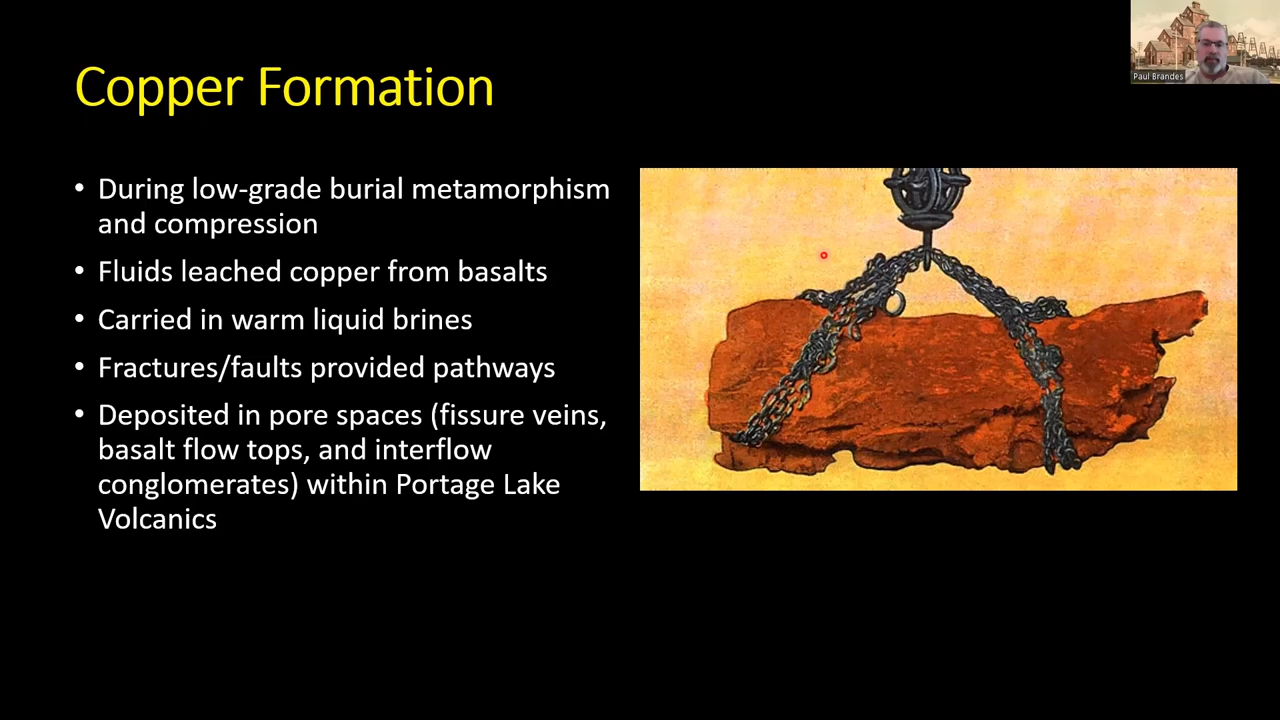 Copper Formation
Paul Brandes
• During low-grade burial metamorphism
and compression
• Fluids leached copper from basalts
• Carried in warm liquid brines
• Fractures/faults provided pathways
• Deposited in pore spaces (fissure veins,
basalt flow tops, and interflow
conglomerates) within Portage Lake
Volcanics